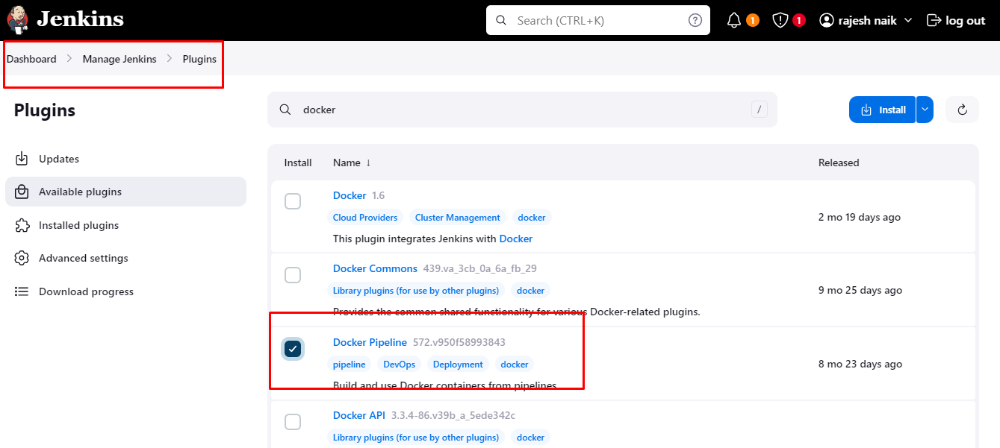 Jenkins
Search (CTRL+K)
?
1
1
rajesh naik
log out
Dashboard > Manage Jenkins > Plugins
Plugins
Updates
Available plugins
Installed plugins
Advanced settings
Download progress
docker
/
Install
Install Name ↓ Released
Docker 1.6
Cloud Providers Cluster Management docker
This plugin integrates Jenkins with Docker
2 mo 19 days ago
Docker Commons 439.va_3cb_0a_6a_fb_29
Library plugins (for use by other plugins) docker
Provides the common shared functionality for various Docker-related plugins.
9 mo 25 days ago
Docker Pipeline 572.v950f58993843
pipeline DevOps Deployment docker
Build and use Docker containers from pipelines
8 mo 23 days ago
Docker API 3.3.4-86.v39b_a_5ede342c
Library plugins (for use by other plugins) docker